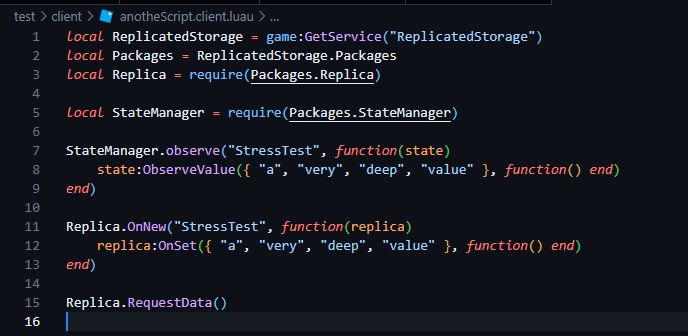 test > client > anotheScript.client.luau > ...
1 local ReplicatedStorage = game:GetService("ReplicatedStorage")
2 local Packages = ReplicatedStorage.Packages
3 local Replica = require(Packages.Replica)
4
5 local StateManager = require(Packages.StateManager)
6
7 StateManager.observe("StressTest", function(state)
8     state:ObserveValue({ "a", "very", "deep", "value" }, function() end)
9 end)
10
11 Replica.OnNew("StressTest", function(replica)
12     replica:OnSet({ "a", "very", "deep", "value" }, function() end)
13 end)
14
15 Replica.RequestData()
16